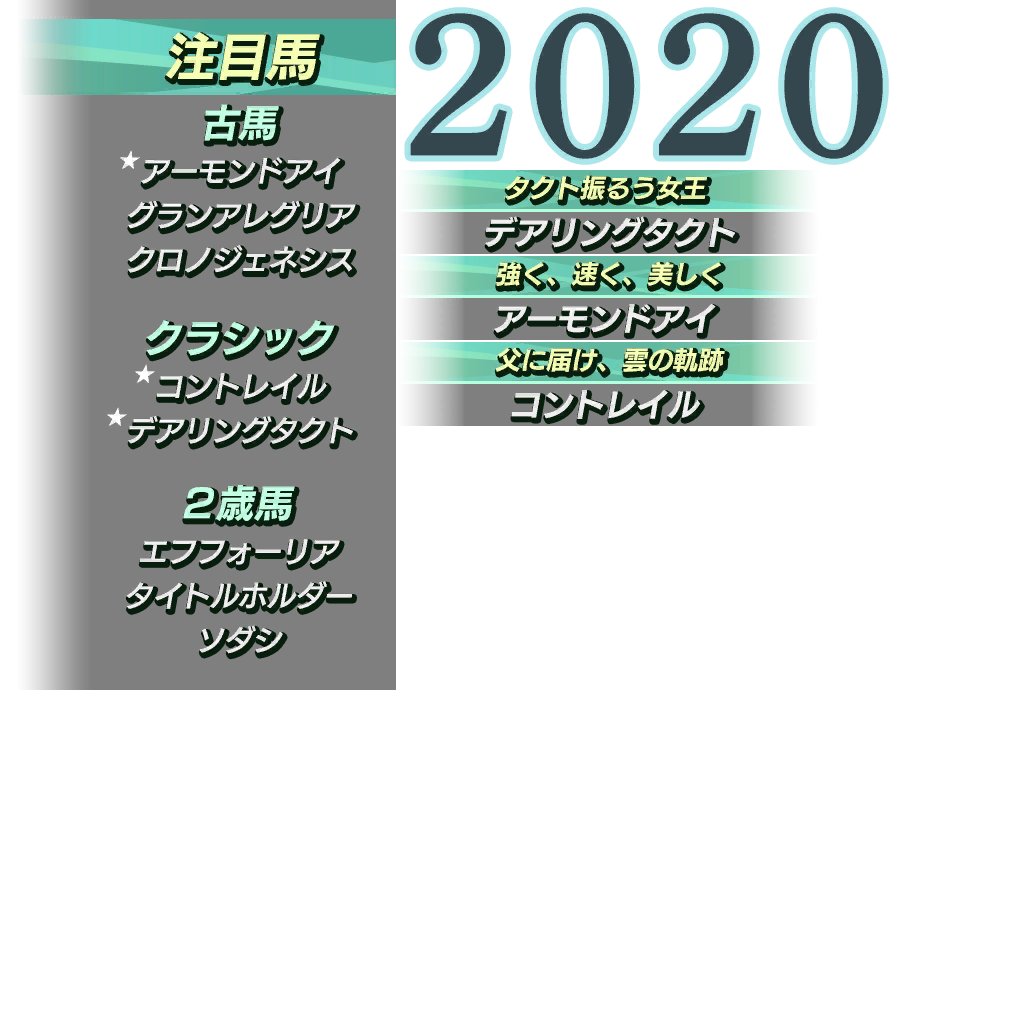 注目馬
古馬
★アーモンドアイ
グランアレグリア
クロノジェネシス
クラシック
★コントレイル
★デアリングタクト
2歳馬
エフフォーリア
タイトルホルダー
ソダシ
2020
タクト振るう女王
デアリングタクト
強く、速く、美しく
アーモンドアイ
父に届け、雲の軌跡
コントレイル